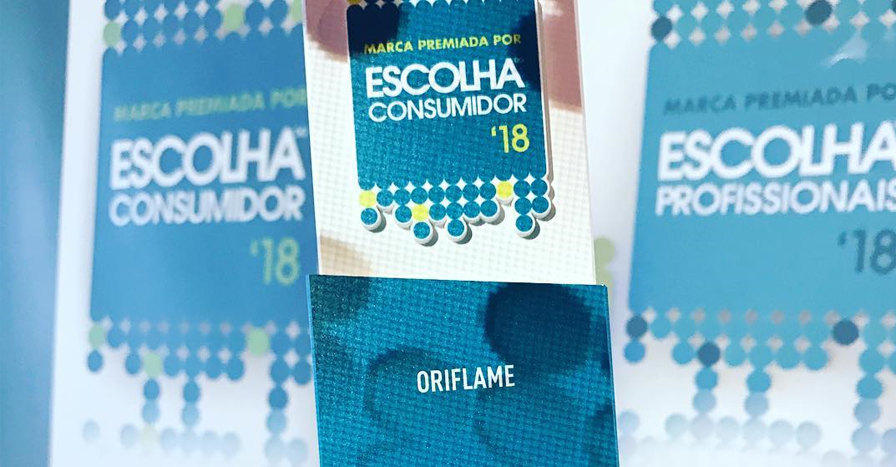 MARCA PREMIADA POR
ESCOLHA
CONSUMIDOR
'18
MARCA PREMIADA POR
ESCOLHA
CONSUMIDOR
'18
ORIFLAME
MARCA PREMIADA POR
ESCOLHA
PROFISSIONAIS
'18